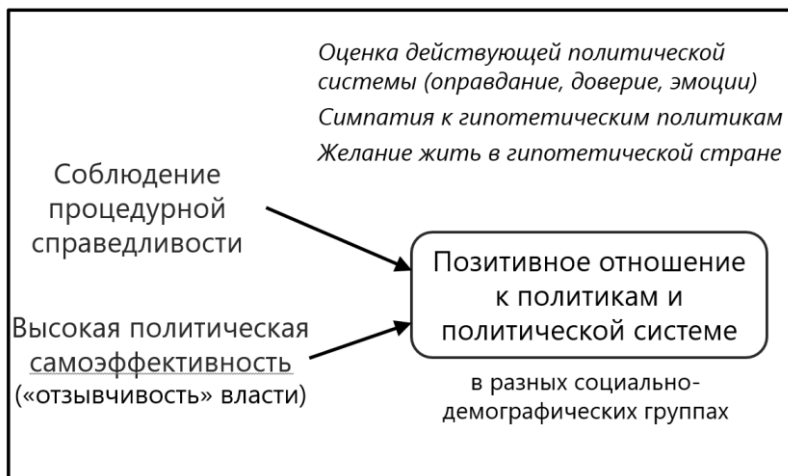 Оценка действующей политической
системы (оправдание, доверие, эмоции)
Симпатия к гипотетическим политикам
Желание жить в гипотетической стране
Соблюдение
процедурной
справедливости
Высокая политическая
самоэффективность
(«отзывчивость» власти)
Позитивное отношение
к политикам и
политической системе
в разных социально-
демографических группах